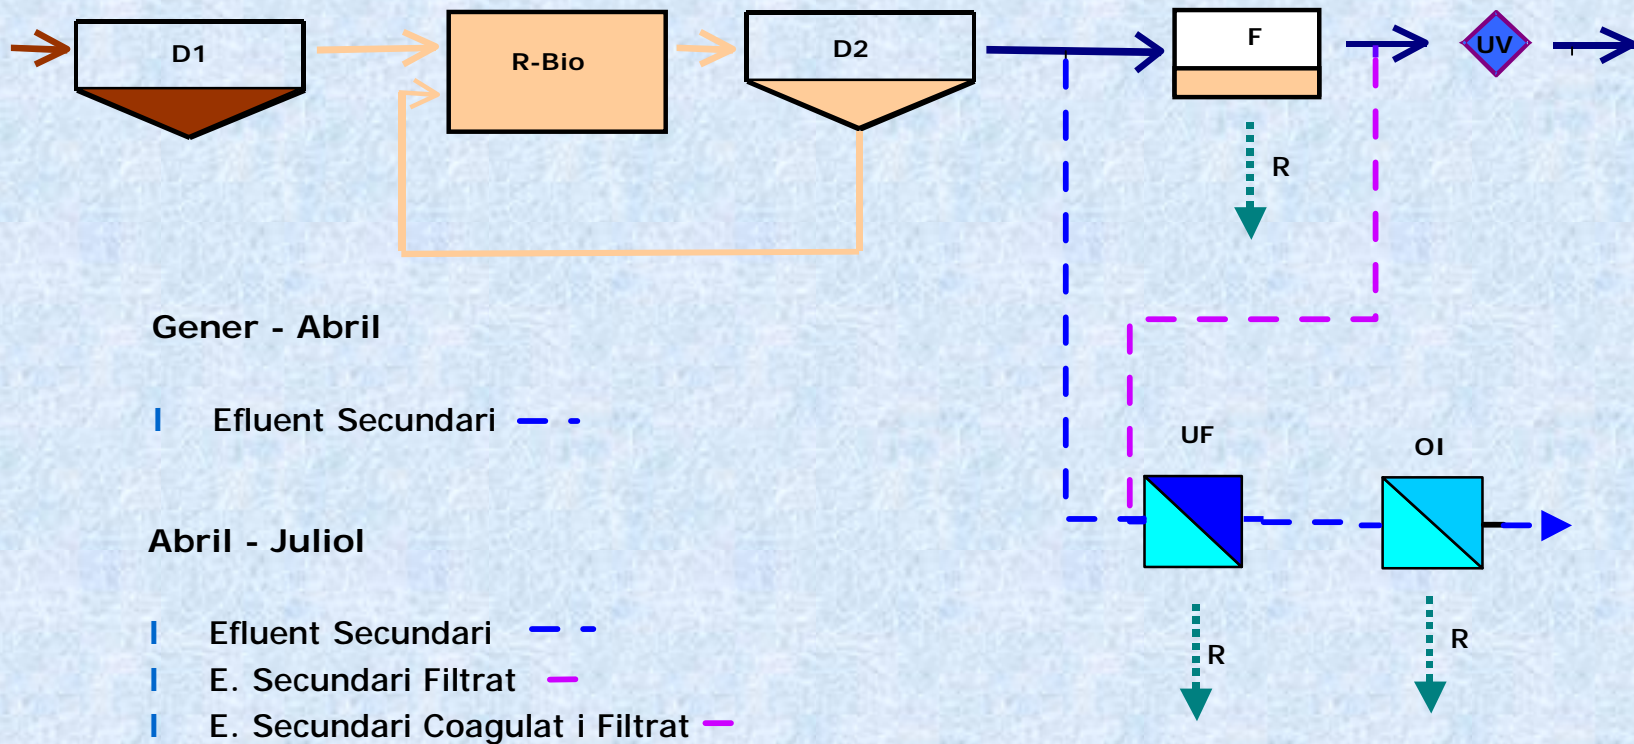 D1
R-Bio
D2
F
UV
R
Gener - Abril
l Efluent Secundari
UF
OI
Abril - Juliol
l Efluent Secundari
R
R
l E. Secundari Filtrat
l E. Secundari Coagulat i Filtrat